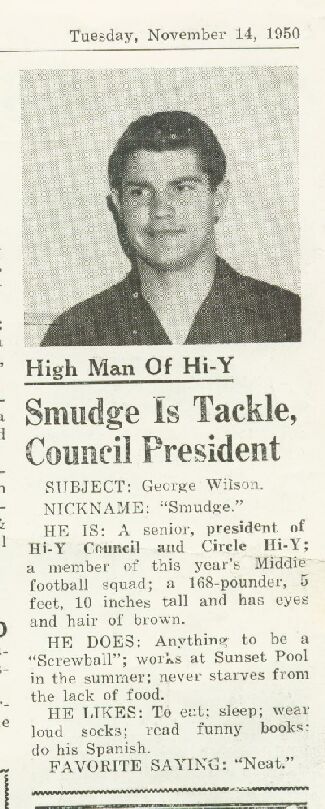 Tuesday, November 14, 1950
High Man Of Hi-Y
Smudge Is Tackle,
Council President
SUBJECT: George Wilson.
NICKNAME: "Smudge."
HE IS: A senior, president of
Hi-Y Council and Circle Hi-Y;
a member of this year's Middie
football squad; a 168-pounder, 5
feet, 10 inches tall and has eyes
and hair of brown.
HE DOES: Anything to be a
"Screwball"; works at Sunset Pool
in the summer; never starves from
the lack of food.
HE LIKES: To eat; sleep; wear
loud socks; read funny books;
do his Spanish.
FAVORITE SAYING: "Neat."